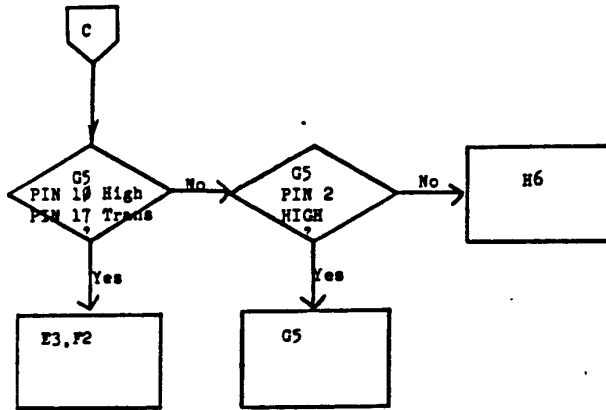 C
G5
PIN 10 High
PIN 17 Trans
?
No
G5
PIN 2
HIGH
?
No
H6
Yes
Yes
E3,F2
G5